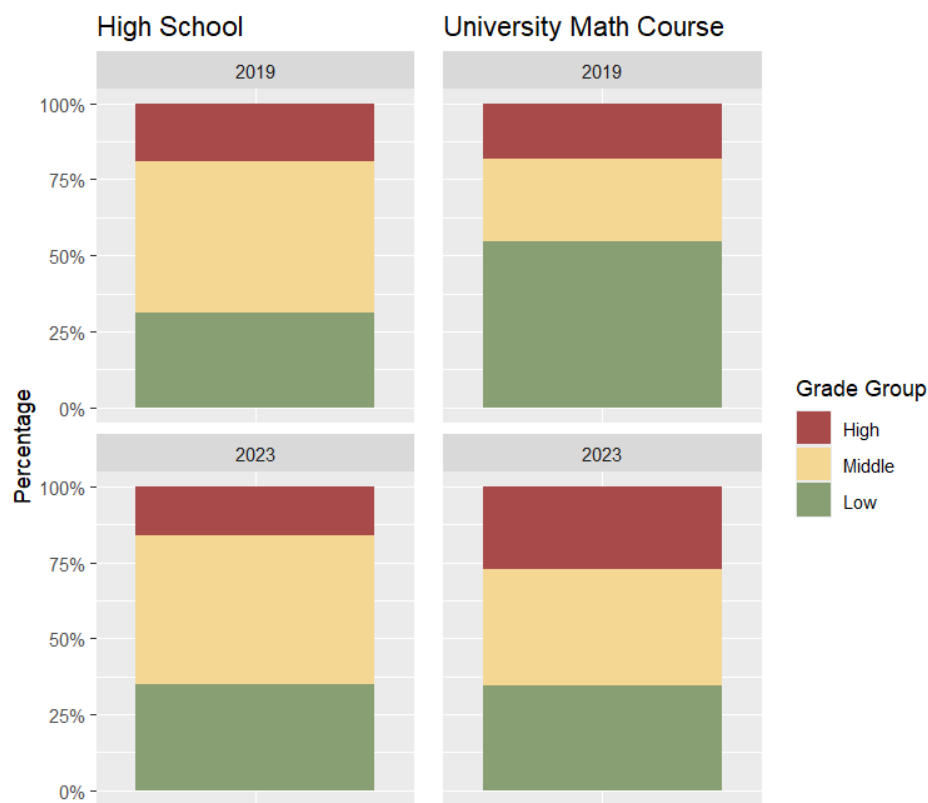 High School
University Math Course
2019
2019
100%
75%
50%
25%
0%
Percentage
2023
2023
100%
75%
50%
25%
0%
Grade Group
High
Middle
Low